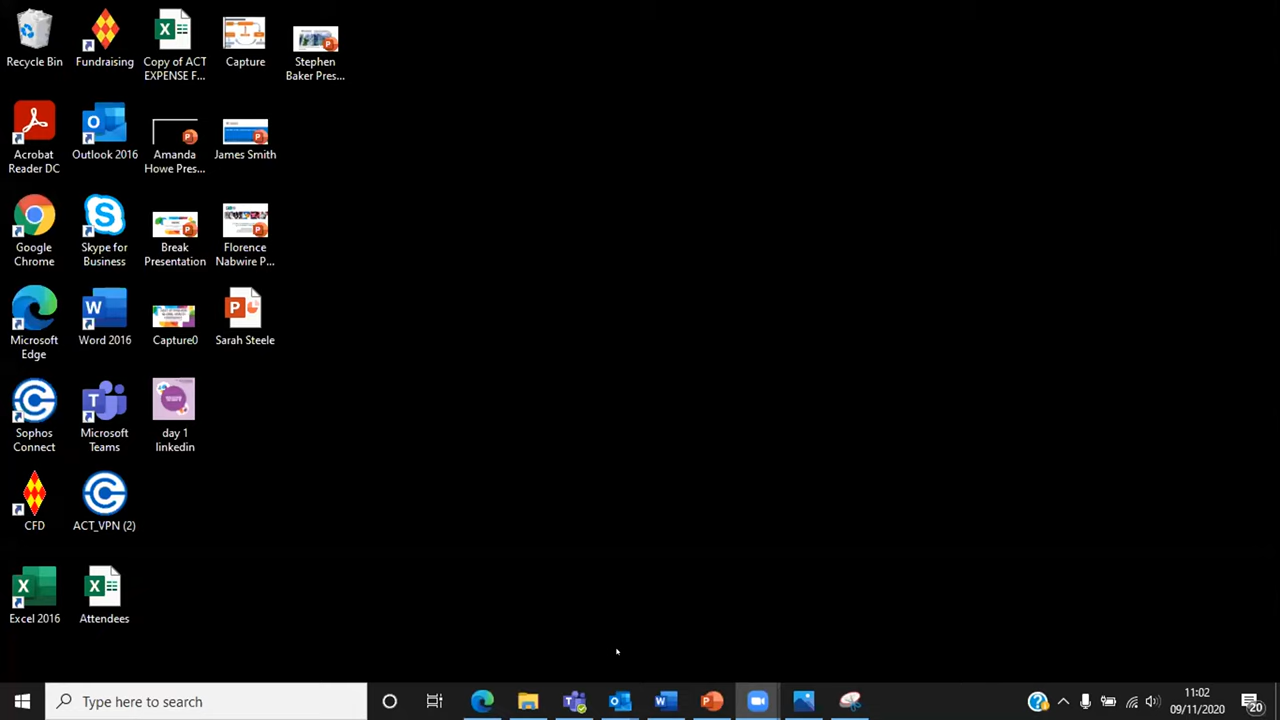 Recycle Bin
Fundraising
Copy of ACT
EXPENSE F...
Capture
Stephen
Baker Pres...
Acrobat
Reader DC
Outlook 2016
Amanda
Howe Pres...
James Smith
Google
Chrome
Skype for
Business
Break
Presentation
Florence
Nabwire P...
Microsoft
Edge
Word 2016
Capture0
Sarah Steele
Sophos
Connect
Microsoft
Teams
day 1
linkedin
CFD
ACT_VPN (2)
Excel 2016
Attendees
Type here to search
11:02
09/11/2020
20